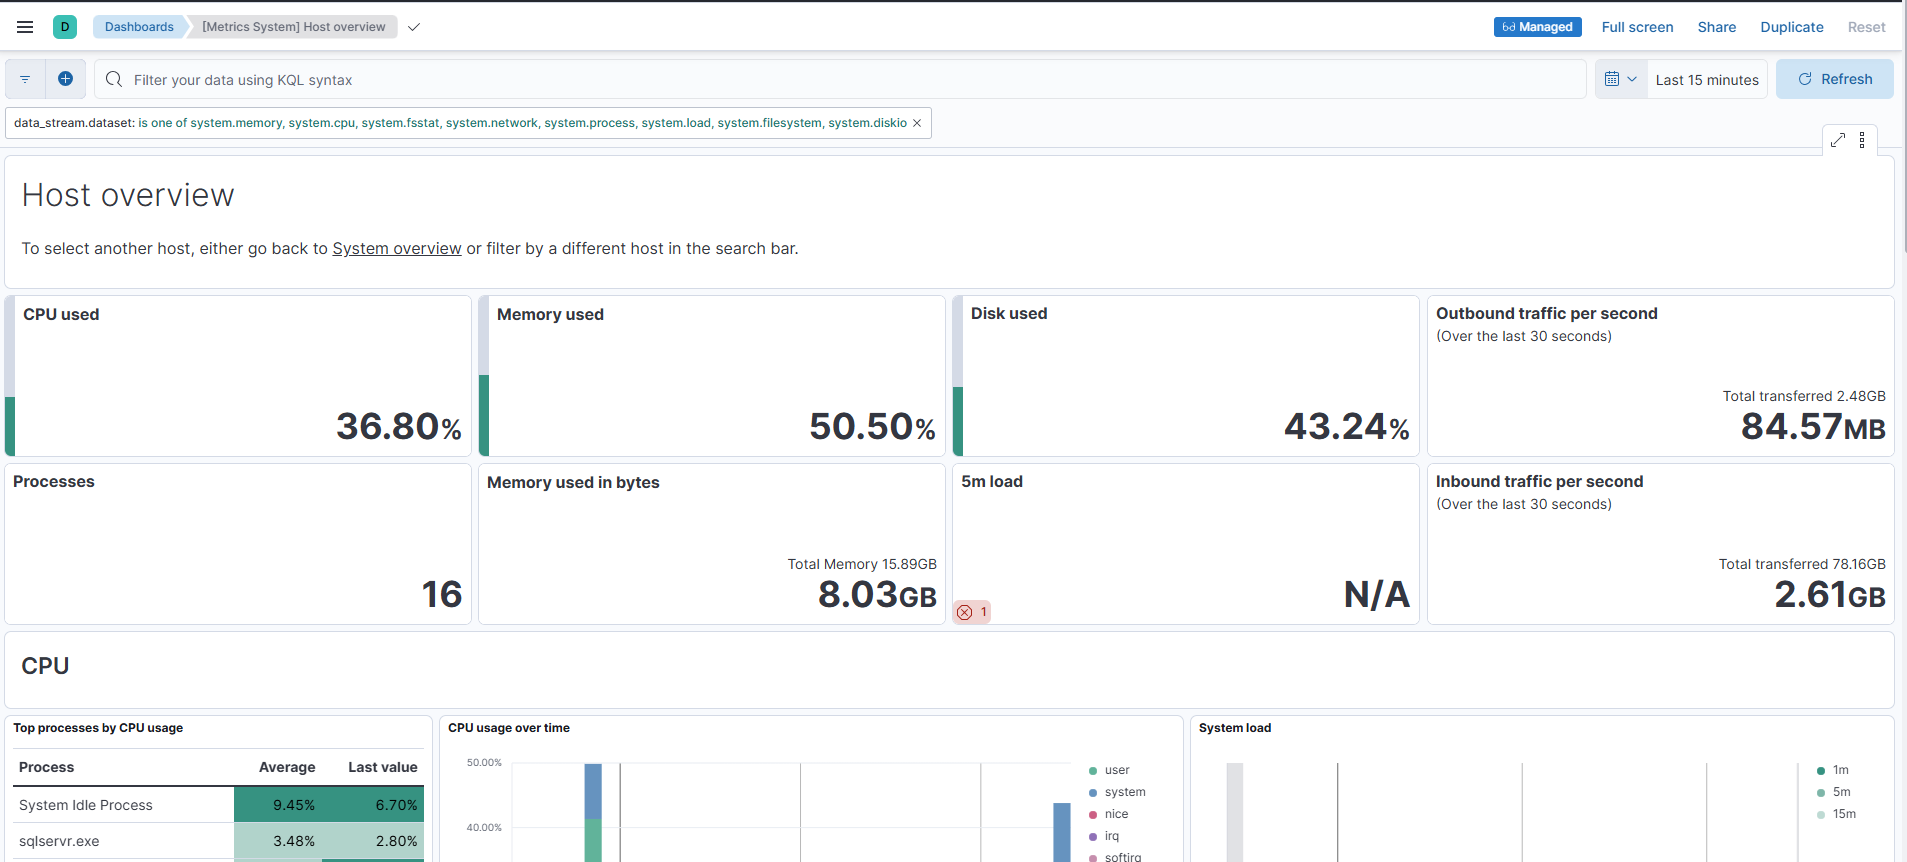 D
Dashboards
[Metrics System] Host overview
Managed
Full screen
Share
Duplicate
Reset
Filter your data using KQL syntax
Last 15 minutes
Refresh
data_stream.dataset: is one of system.memory, system.cpu, system.fsstat, system.network, system.process, system.load, system.filesystem, system.diskio
Host overview
To select another host, either go back to System overview or filter by a different host in the search bar.
CPU used
36.80%
Memory used
50.50%
Disk used
43.24%
Outbound traffic per second
(Over the last 30 seconds)
Total transferred 2.48GB
84.57MB
Processes
16
Memory used in bytes
Total Memory 15.89GB
8.03GB
5m load
N/A
1
Inbound traffic per second
(Over the last 30 seconds)
Total transferred 78.16GB
2.61GB
CPU
Top processes by CPU usage
Process Average Last value
System Idle Process 9.45% 6.70%
sqlservr.exe 3.48% 2.80%
CPU usage over time
50.00%
40.00%
user
system
nice
irq
softirq
System load
1m
5m
15m